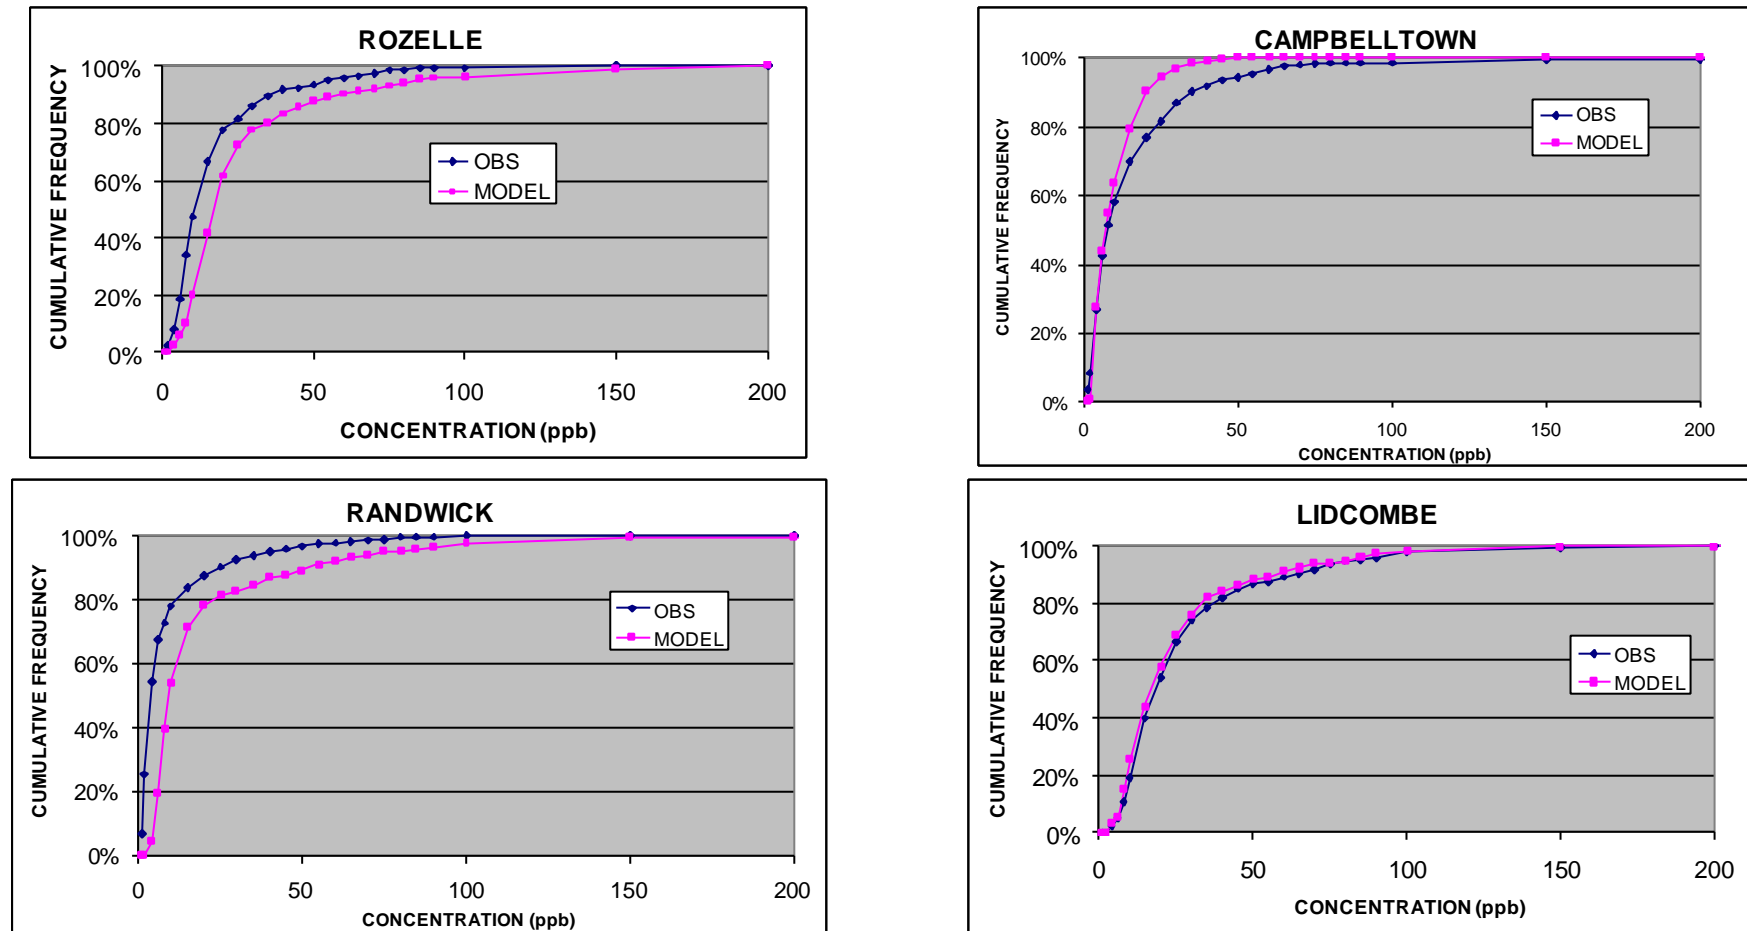 ROZELLE
100%
80%
60%
40%
20%
0%
CUMULATIVE FREQUENCY
OBS
MODEL
0 50 100 150 200
CONCENTRATION (ppb)
CAMPBELLTOWN
100%
80%
60%
40%
20%
0%
CUMULATIVE FREQUENCY
OBS
MODEL
0 50 100 150 200
CONCENTRATION (ppb)
RANDWICK
100%
80%
60%
40%
20%
0%
CUMULATIVE FREQUENCY
OBS
MODEL
0 50 100 150 200
CONCENTRATION (ppb)
LIDCOMBE
100%
80%
60%
40%
20%
0%
CUMULATIVE FREQUENCY
OBS
MODEL
0 50 100 150 200
CONCENTRATION (ppb)